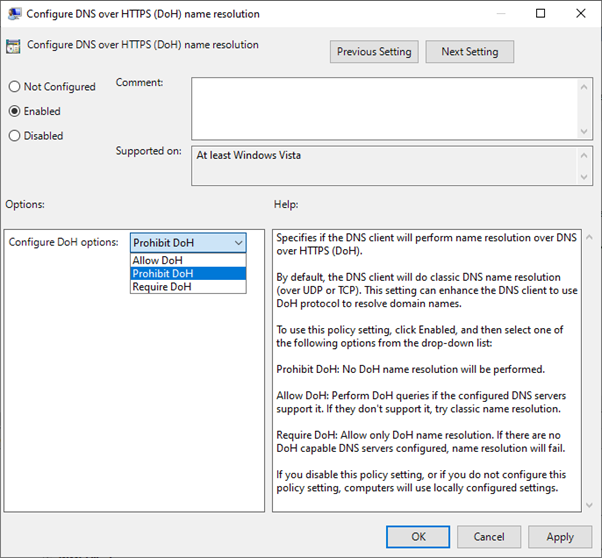 Configure DNS over HTTPS (DoH) name resolution
Configure DNS over HTTPS (DoH) name resolution
Previous Setting
Next Setting
Not Configured
Enabled
Disabled
Comment:
Supported on:
At least Windows Vista
Options:
Help:
Configure DoH options:
Prohibit DoH
Allow DoH
Prohibit DoH
Require DoH
Specifies if the DNS client will perform name resolution over DNS
over HTTPS (DoH).
By default, the DNS client will do classic DNS name resolution
(over UDP or TCP). This setting can enhance the DNS client to use
DoH protocol to resolve domain names.
To use this policy setting, click Enabled, and then select one of
the following options from the drop-down list:
Prohibit DoH: No DoH name resolution will be performed.
Allow DoH: Perform DoH queries if the configured DNS servers
support it. If they don't support it, try classic name resolution.
Require DoH: Allow only DoH name resolution. If there are no
DoH capable DNS servers configured, name resolution will fail.
If you disable this policy setting, or if you do not configure this
policy setting, computers will use locally configured settings.
OK
Cancel
Apply